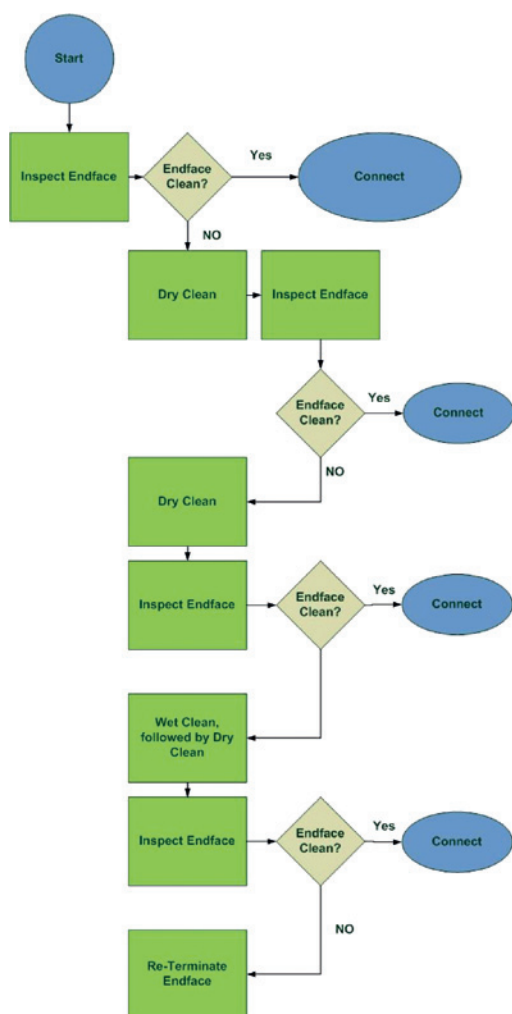 Start
Inspect Endface
Endface
Clean?
Yes
Connect
NO
Dry Clean
Inspect Endface
Endface
Clean?
Yes
Connect
NO
Dry Clean
Inspect Endface
Endface
Clean?
Yes
Connect
Wet Clean,
followed by Dry
Clean
Inspect Endface
Endface
Clean?
Yes
Connect
NO
Re-Terminate
Endface